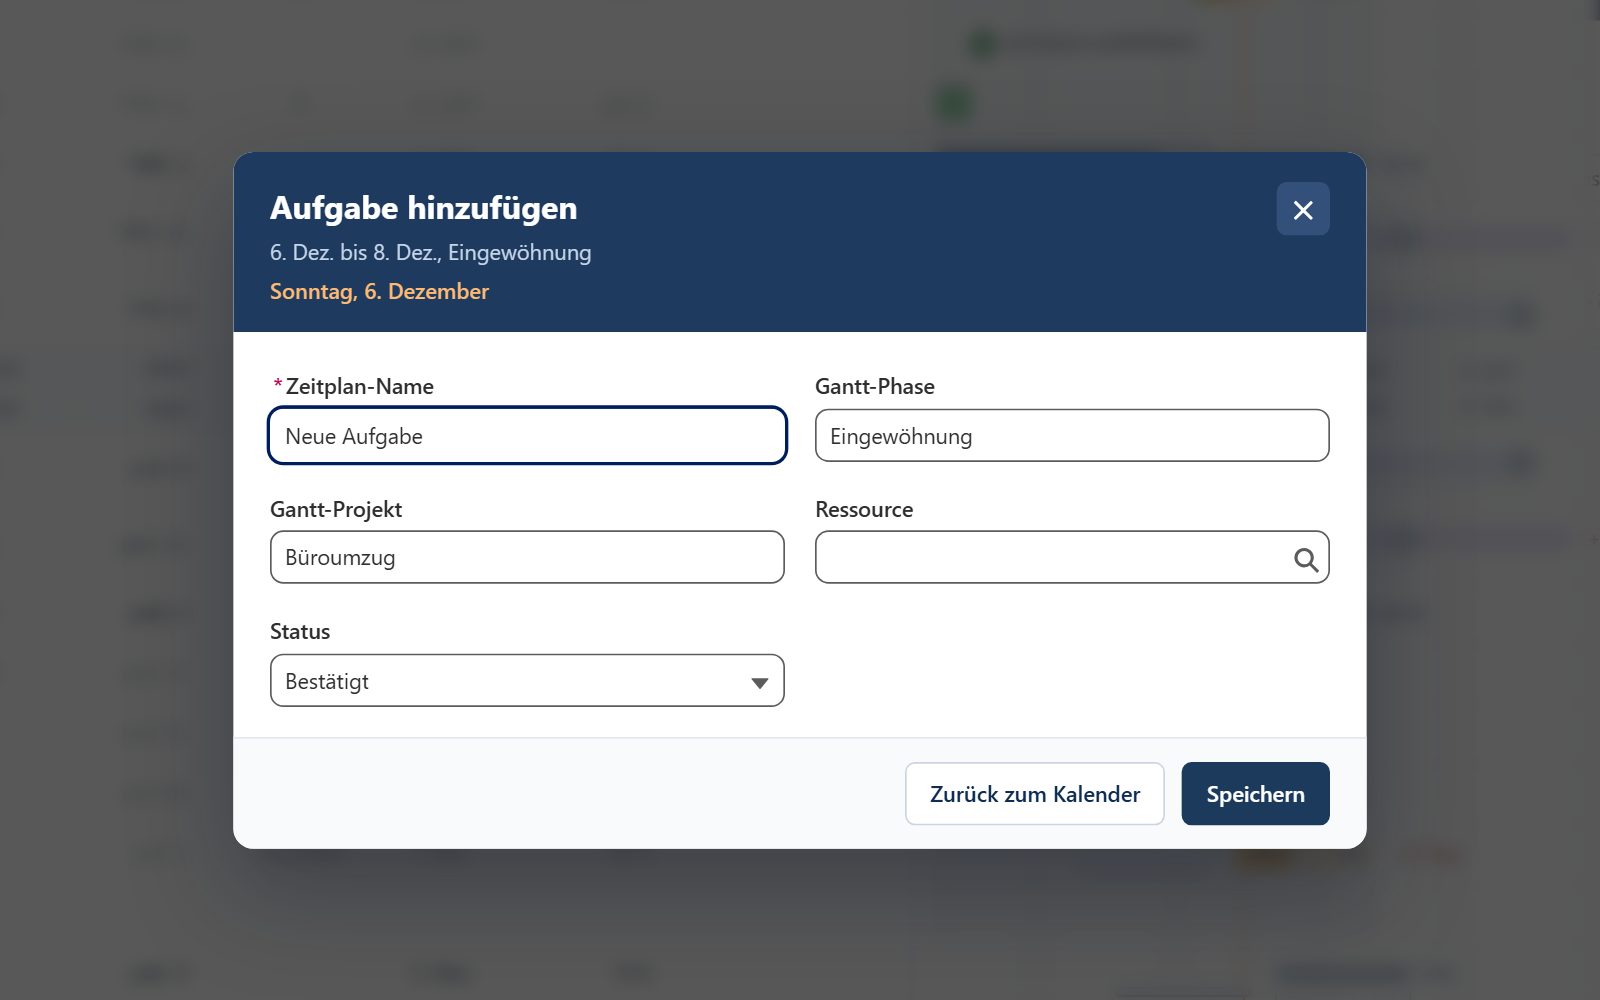 Aufgabe hinzufügen
6. Dez. bis 8. Dez., Eingewöhnung
Sonntag, 6. Dezember
*Zeitplan-Name
Neue Aufgabe
Gantt-Phase
Eingewöhnung
Gantt-Projekt
Büroumzug
Ressource
Status
Bestätigt
Zurück zum Kalender
Speichern